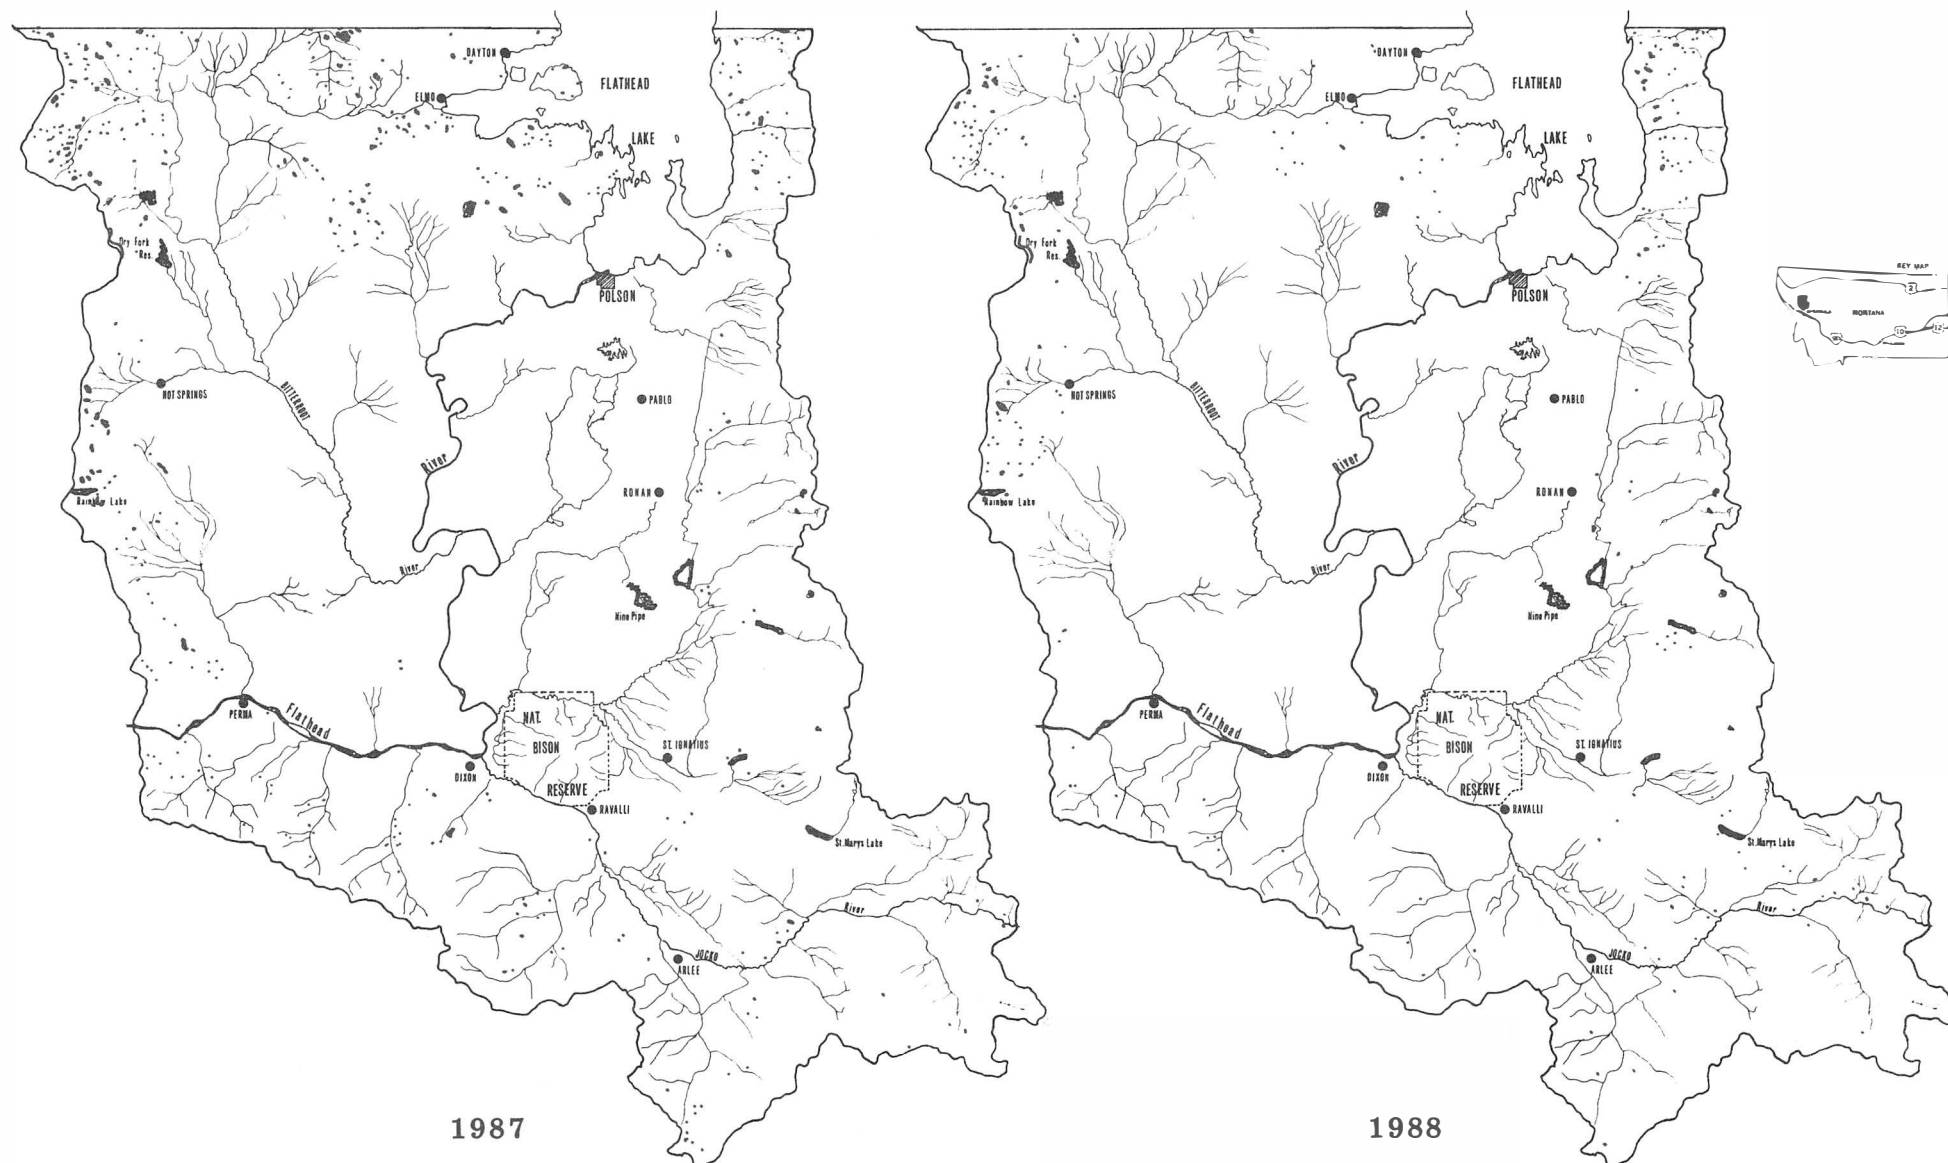 DAYTON
FLATHEAD
ELMO
LAKE
Dry Fork
Res.
POLSON
HOT SPRINGS
BITTERROOT
PABLO
River
Rainbow Lake
RONAN
River
Nine Pipe
PERMA
Flathead
NAT.
BISON
RESERVE
ST. IGNATIUS
DIXON
RAVALLI
St. Marys Lake
River
JOCKO
ARLEE
1987
DAYTON
FLATHEAD
ELMO
LAKE
Dry Fork
Res.
POLSON
HOT SPRINGS
BITTERROOT
PABLO
River
Rainbow Lake
RONAN
River
Nine Pipe
PERMA
Flathead
NAT.
BISON
RESERVE
ST. IGNATIUS
DIXON
RAVALLI
St. Marys Lake
River
JOCKO
ARLEE
1988
KEY MAP
2
MONTANA
10
12